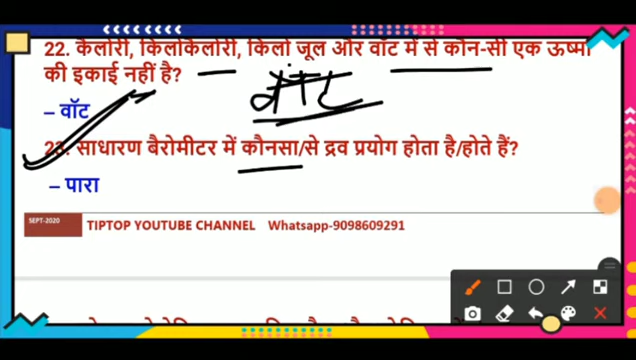 22. कैलोरी, किलोकैलोरी, किलो जूल और वॉट में से कौन-सी एक ऊष्मा
की इकाई नहीं है?
वॉट
– वॉट
23. साधारण बैरोमीटर में कौनसा/से द्रव प्रयोग होता है/होते हैं?
– पारा
SEPT-2020 TIPTOP YOUTUBE CHANNEL Whatsapp-9098609291